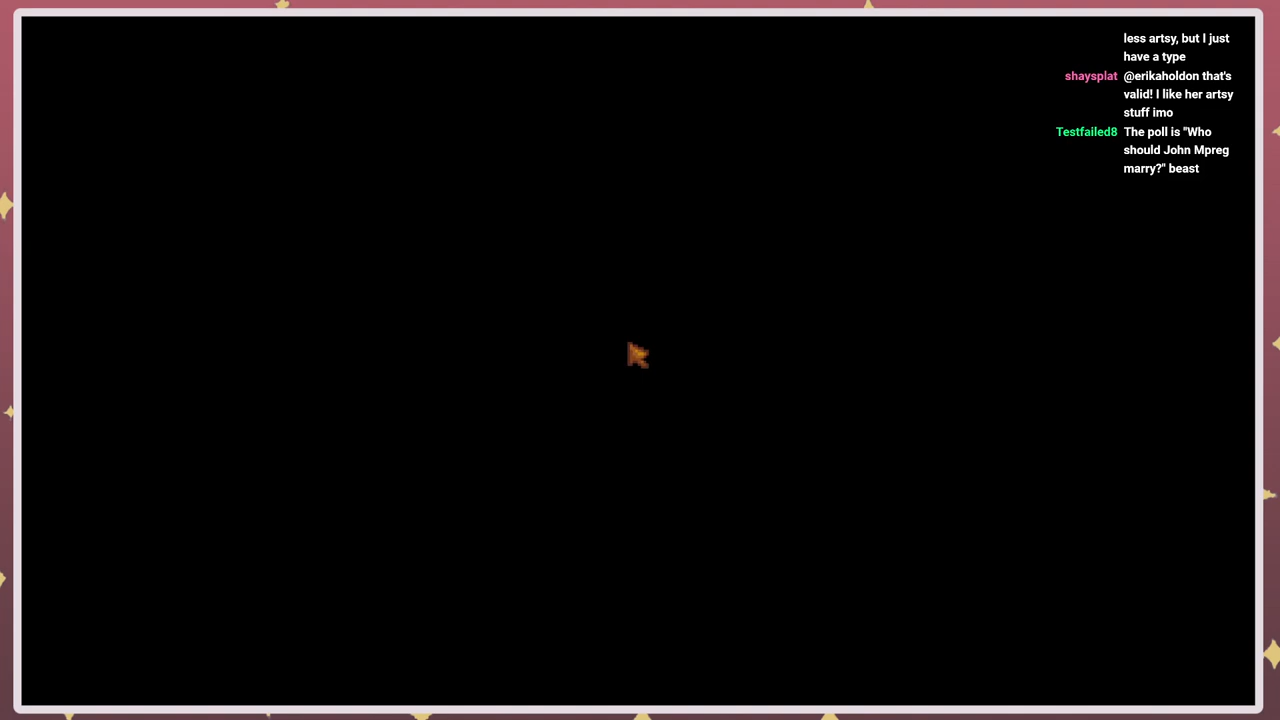 less artsy, but I just
have a type
shaysplat @erikaholdon that's
valid! I like her artsy
stuff imo
Testfailed8 The poll is "Who
should John Mpreg
marry?" beast